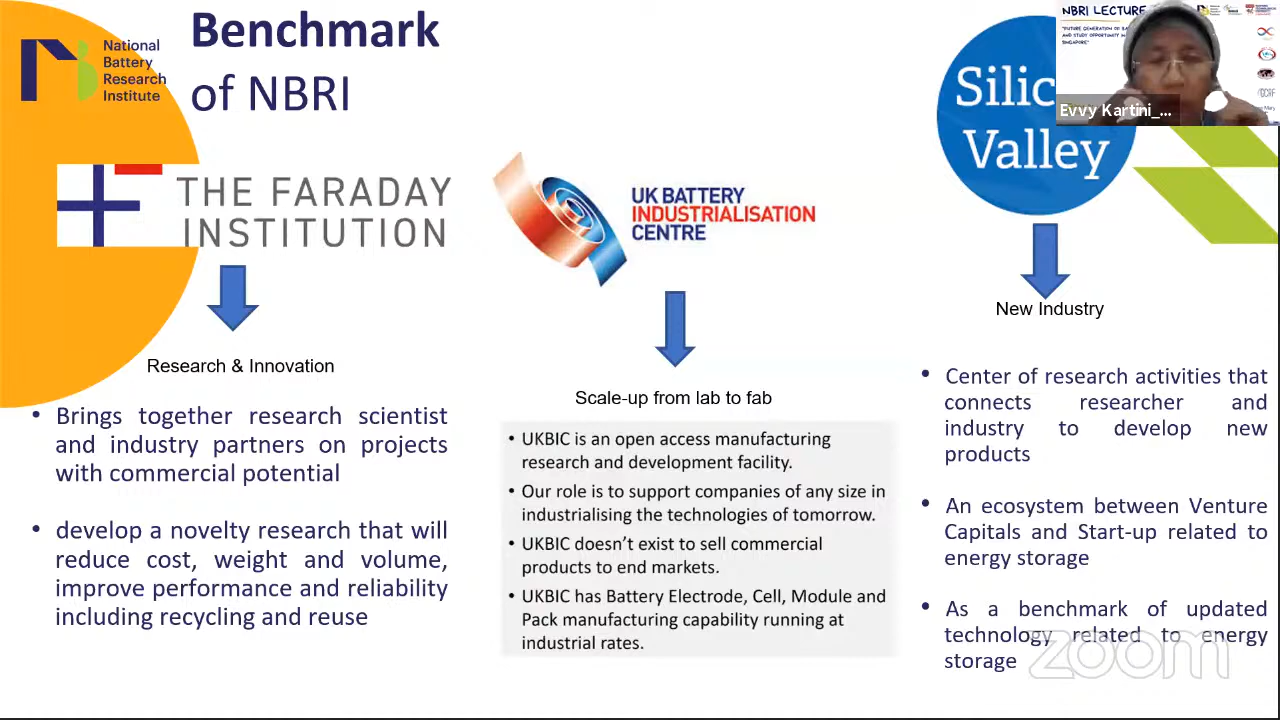 National
Battery
Research
Institute
Benchmark
of NBRI
THE FARADAY
INSTITUTION
Research & Innovation
• Brings together research scientist
and industry partners on projects
with commercial potential
• develop a novelty research that will
reduce cost, weight and volume,
improve performance and reliability
including recycling and reuse
UK BATTERY
INDUSTRIALISATION
CENTRE
Scale-up from lab to fab
• UKBIC is an open access manufacturing
research and development facility.
• Our role is to support companies of any size in
industrialising the technologies of tomorrow.
• UKBIC doesn't exist to sell commercial
products to end markets.
• UKBIC has Battery Electrode, Cell, Module and
Pack manufacturing capability running at
industrial rates.
Silic
Valley
New Industry
• Center of research activities that
connects researcher and
industry to develop new
products
• An ecosystem between Venture
Capitals and Start-up related to
energy storage
• As a benchmark of updated
technology related to energy
storage
NBRI LECTURE
"FUTURE GENERATION OF
AND STUDY OPPORTUNITY
SINGAPORE"
Evvy Kartini_...
zoom